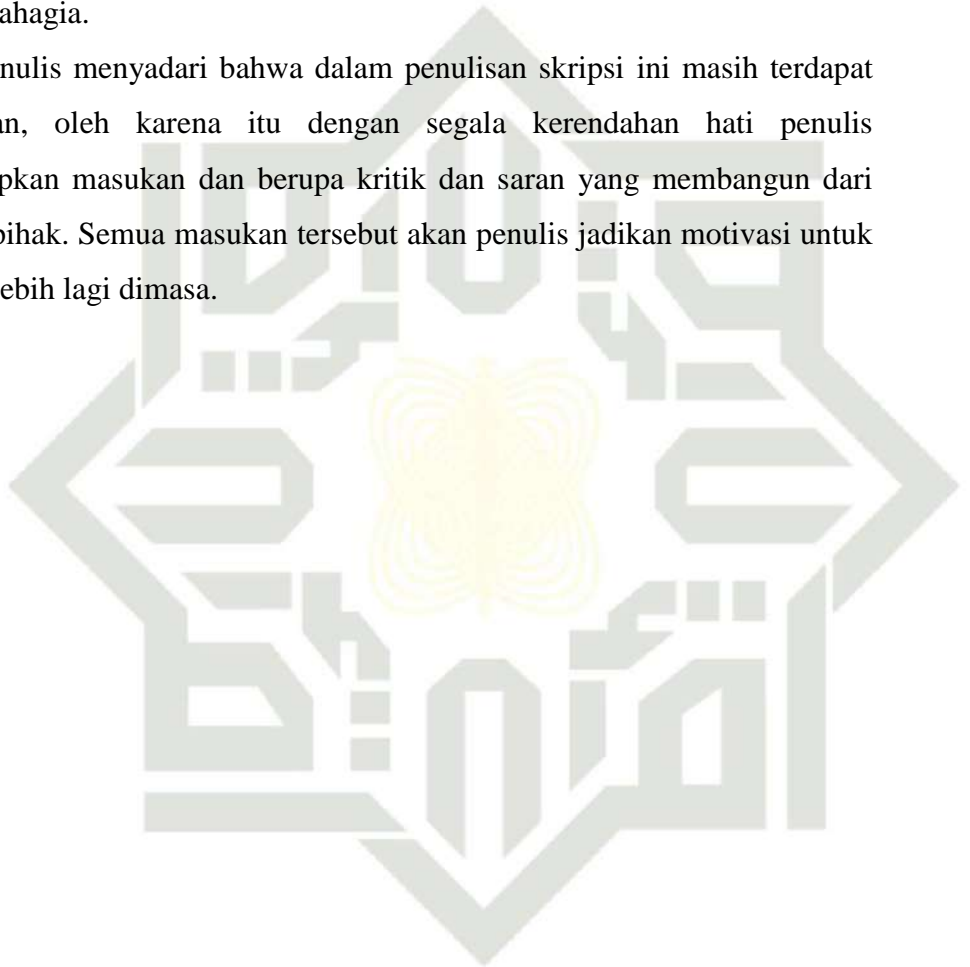 ahagia.
nulis menyadari bahwa dalam penulisan skripsi ini masih terdapat
an, oleh karena itu dengan segala kerendahan hati penulis
pkan masukan dan berupa kritik dan saran yang membangun dari
pihak. Semua masukan tersebut akan penulis jadikan motivasi untuk
ebih lagi dimasa.